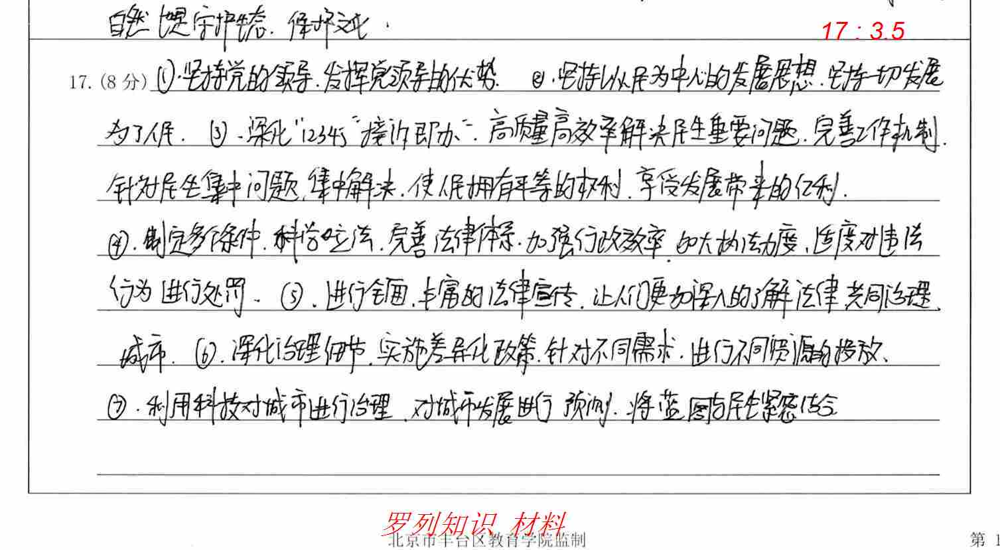 自然 惧守护生态. 保护文化.
17 : 3.5
17. (8 分) ①.坚持党的领导.发挥党领导的优势. ②.坚持以人民为中心的发展思想.坚持一切发展
为了人民. ③.深化“12345”接诉即办”.高质量高效率解决民生重要问题.完善工作机制.
针对民生集中问题,集中解决.使人民拥有平等的权利.享受发展带来的红利.
④.制定多个条件.科学立法.完善法律体系.加强行政效率 加大执法力度,适度对违法
行为进行处罚. ⑤.进行全面.丰富的法律宣传.让人们更加深入的了解法律 共同治理
城市. ⑥.深化治理细节.实施差异化政策.针对不同需求.进行不同资源的投放.
⑦.利用科技对城市进行治理.对城市发展进行预测.将蓝图与民生紧密结合
罗列知识 材料
北京市丰台区教育学院监制
第 1